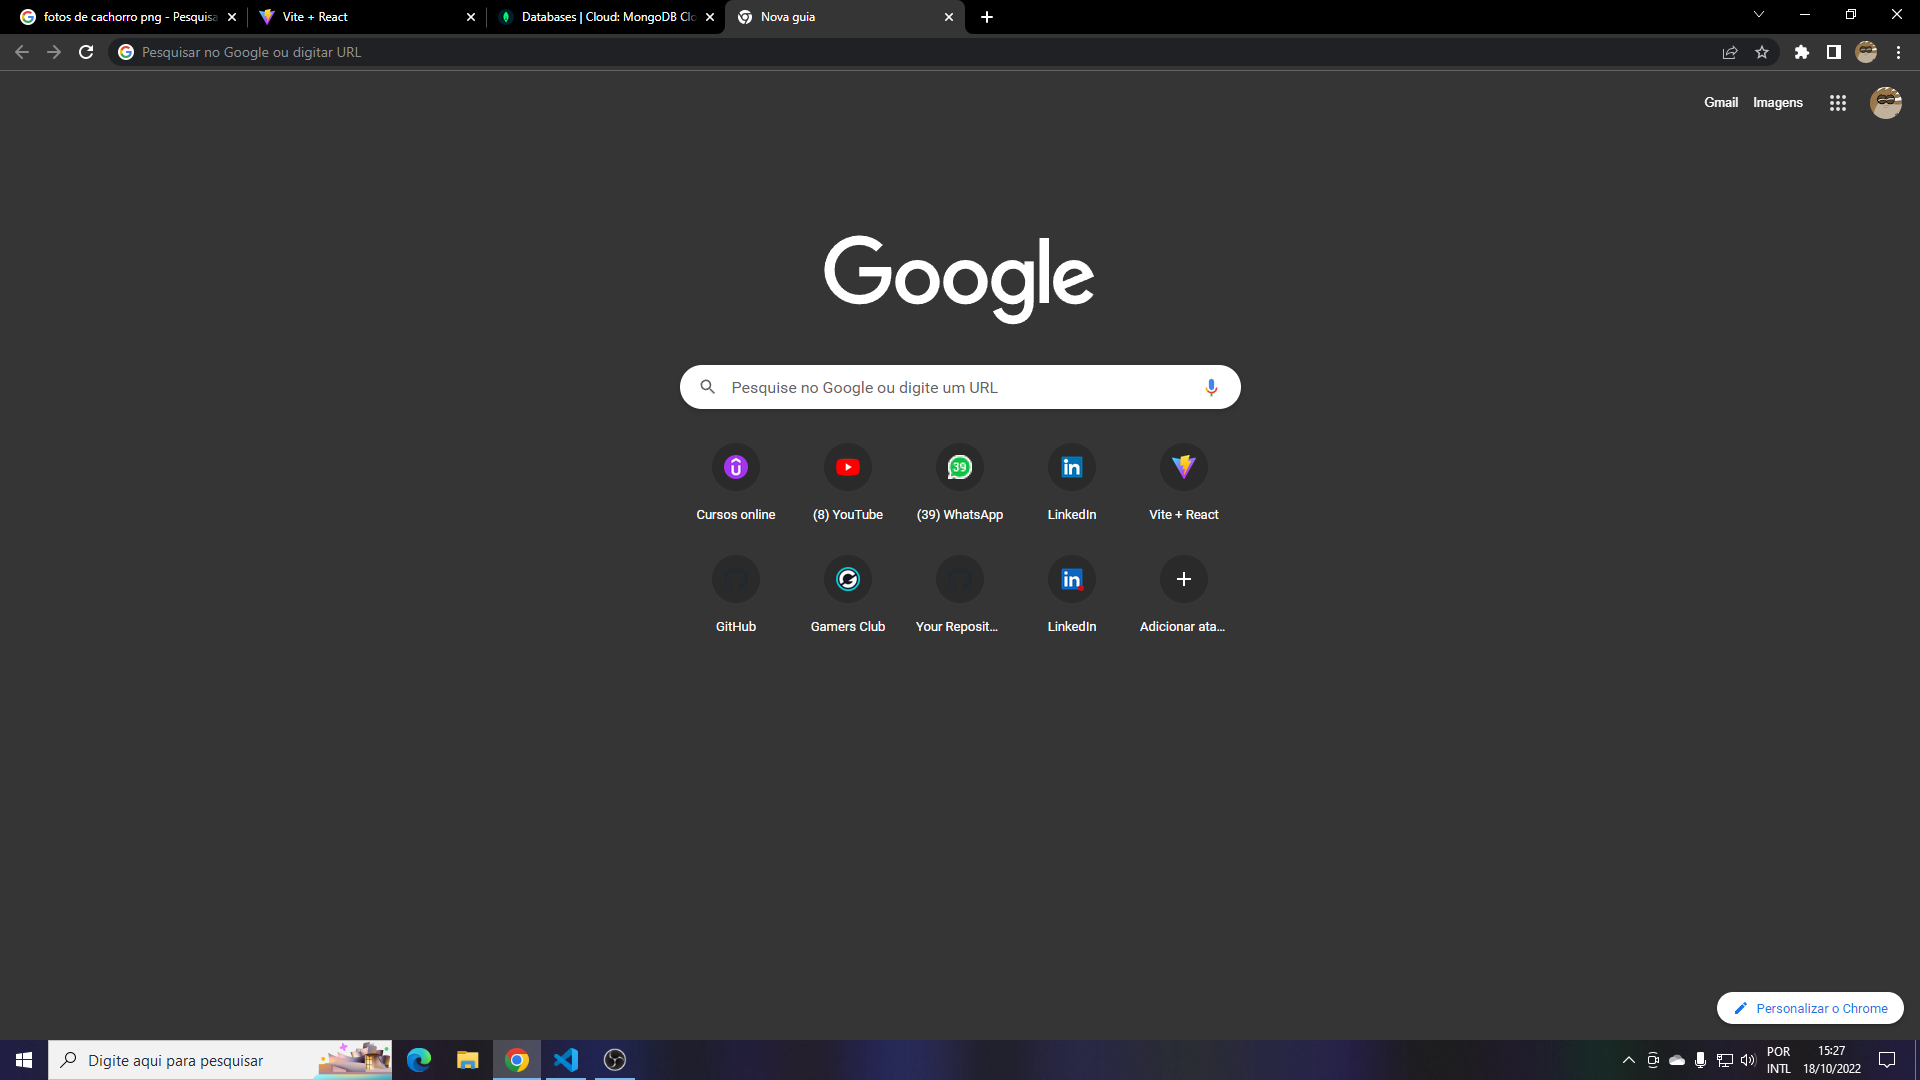 fotos de cachorro png - Pesquisa
Vite + React
Databases | Cloud: MongoDB Clo
Nova guia
Pesquisar no Google ou digitar URL
Gmail
Imagens
Google
Pesquise no Google ou digite um URL
39
in
Cursos online
(8) YouTube
(39) WhatsApp
LinkedIn
Vite + React
in
GitHub
Gamers Club
Your Reposit...
LinkedIn
Adicionar ata...
Personalizar o Chrome
Digite aqui para pesquisar
POR
INTL
15:27
18/10/2022